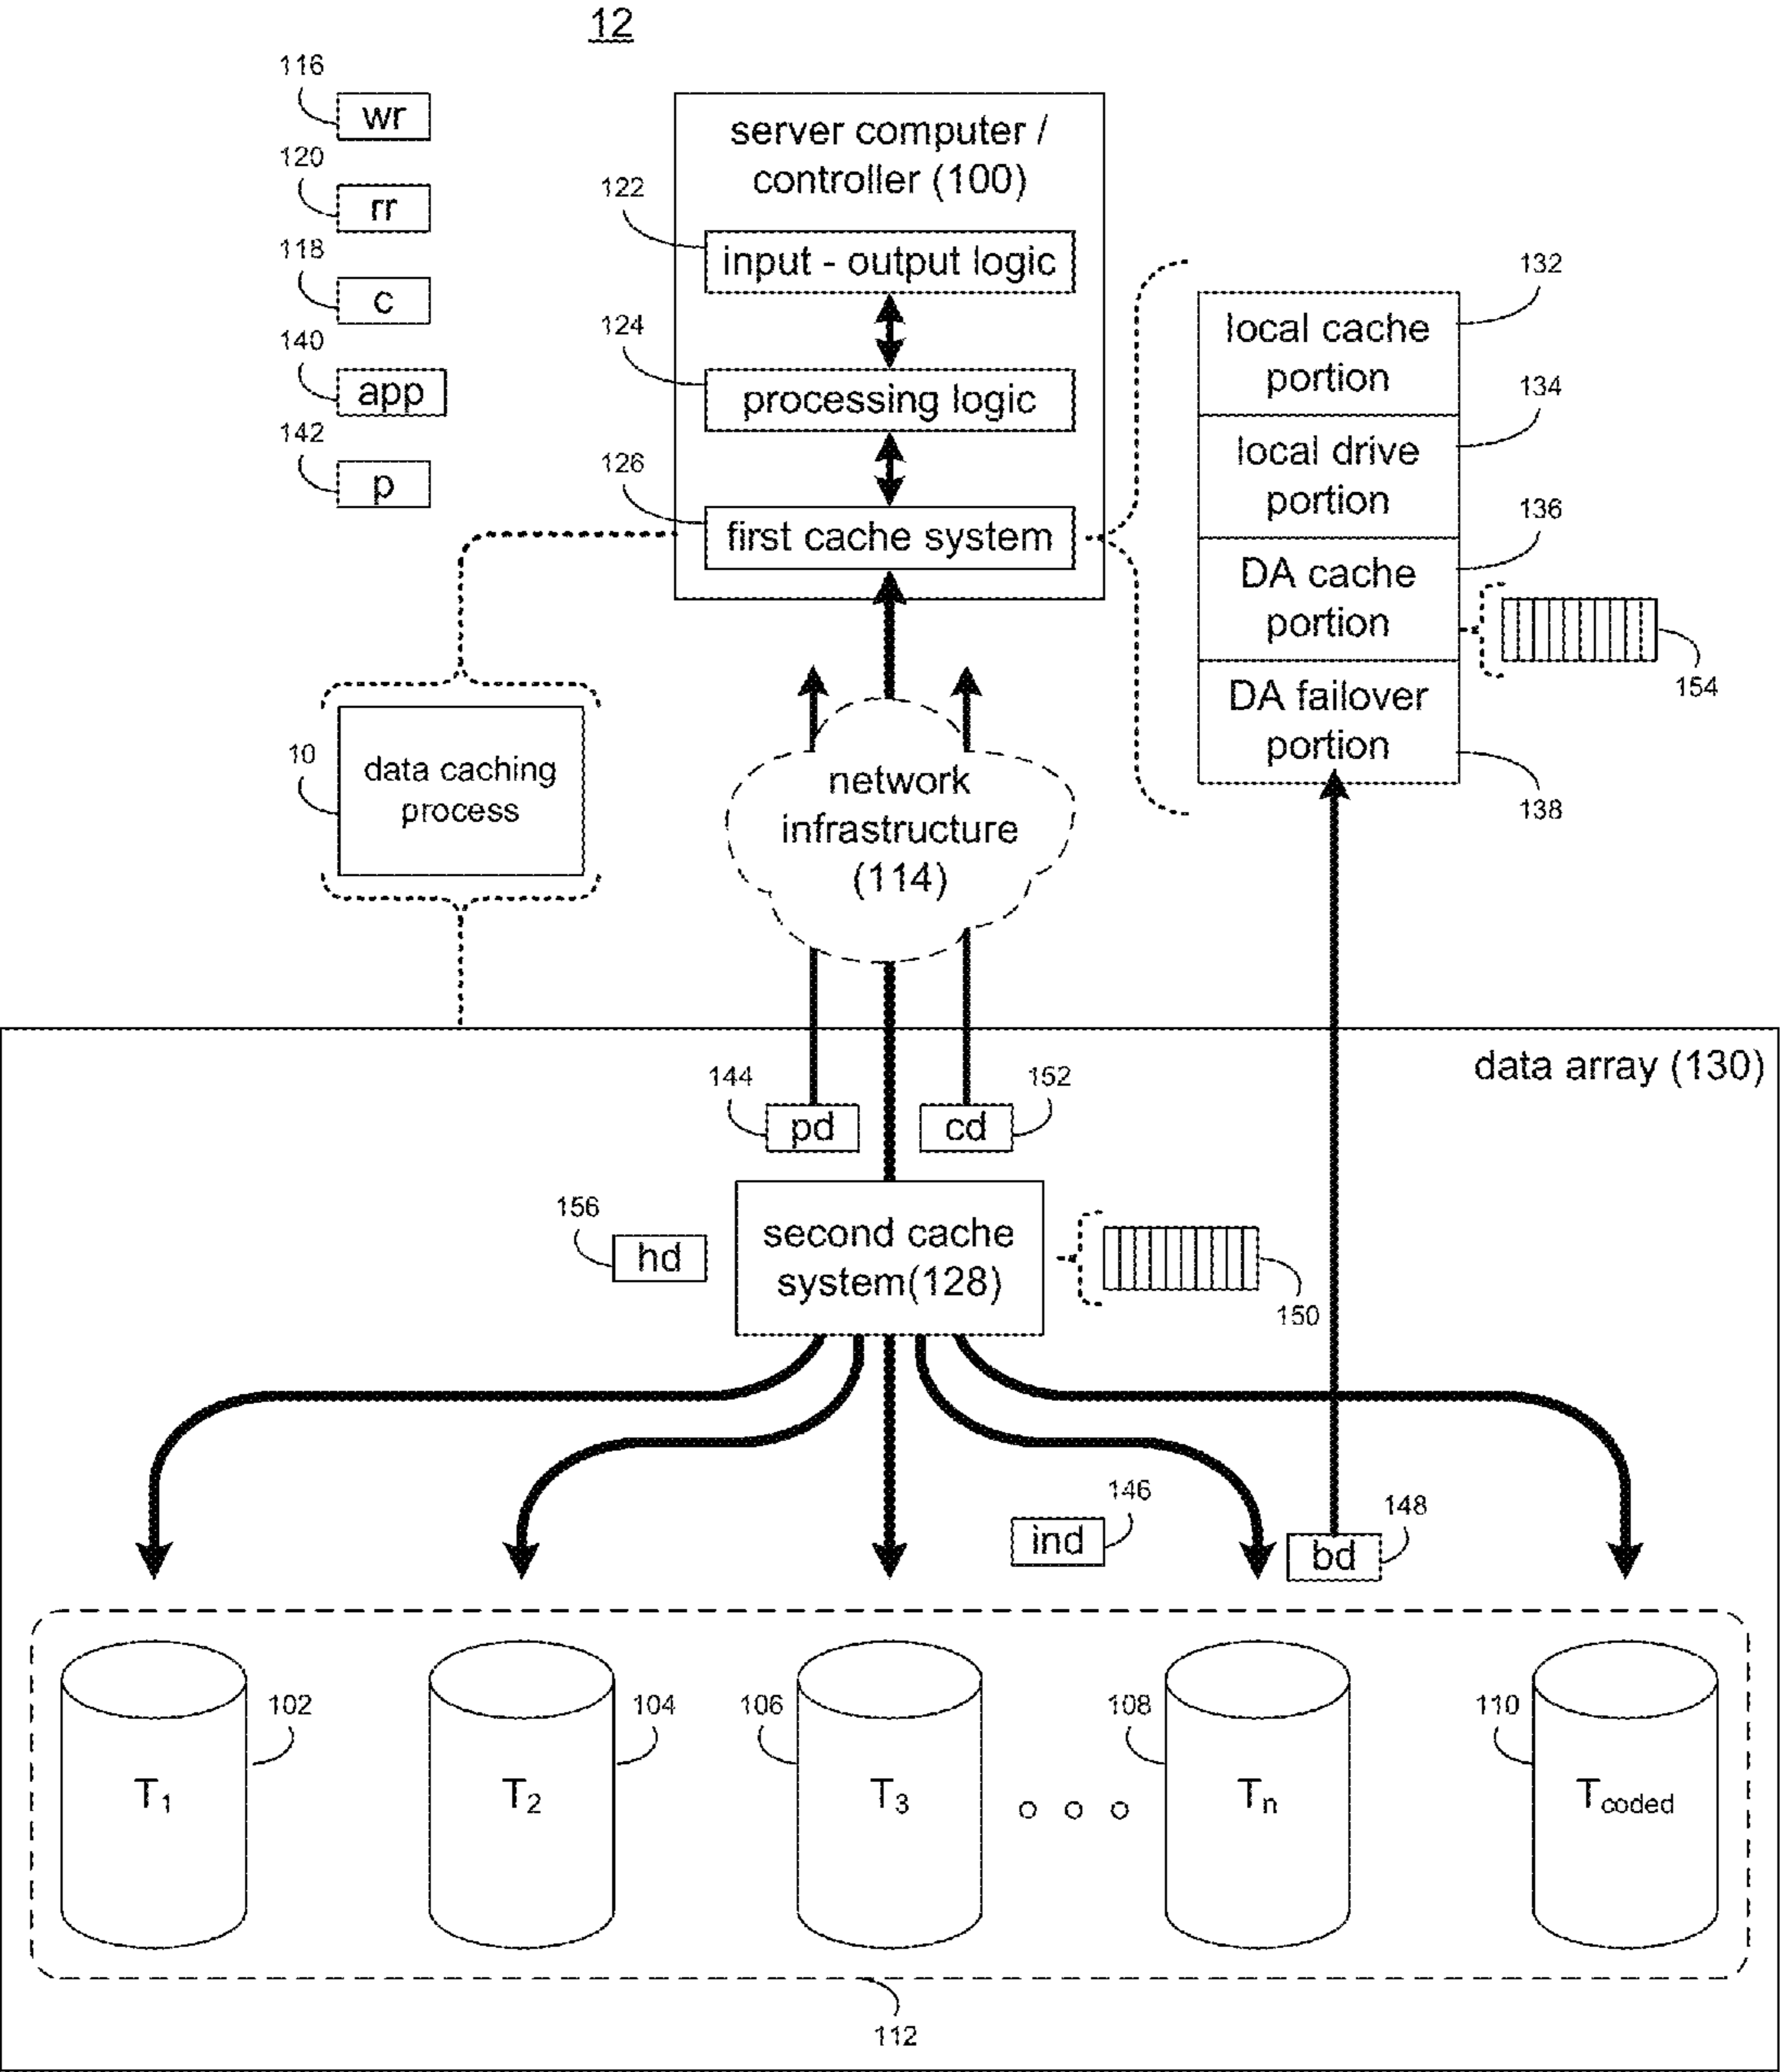 12
116
wr
120
rr
118
c
140
app
142
p
server computer /
controller (100)
122
input - output logic
124
processing logic
126
first cache system
132
local cache
portion
134
local drive
portion
136
DA cache
portion
154
DA failover
portion
138
10
data caching
process
network
infrastructure
(114)
data array (130)
144
pd
152
cd
156
hd
second cache
system(128)
150
146
ind
148
bd
102
T1
104
T2
106
T3
108
Tn
110
Tcoded
112